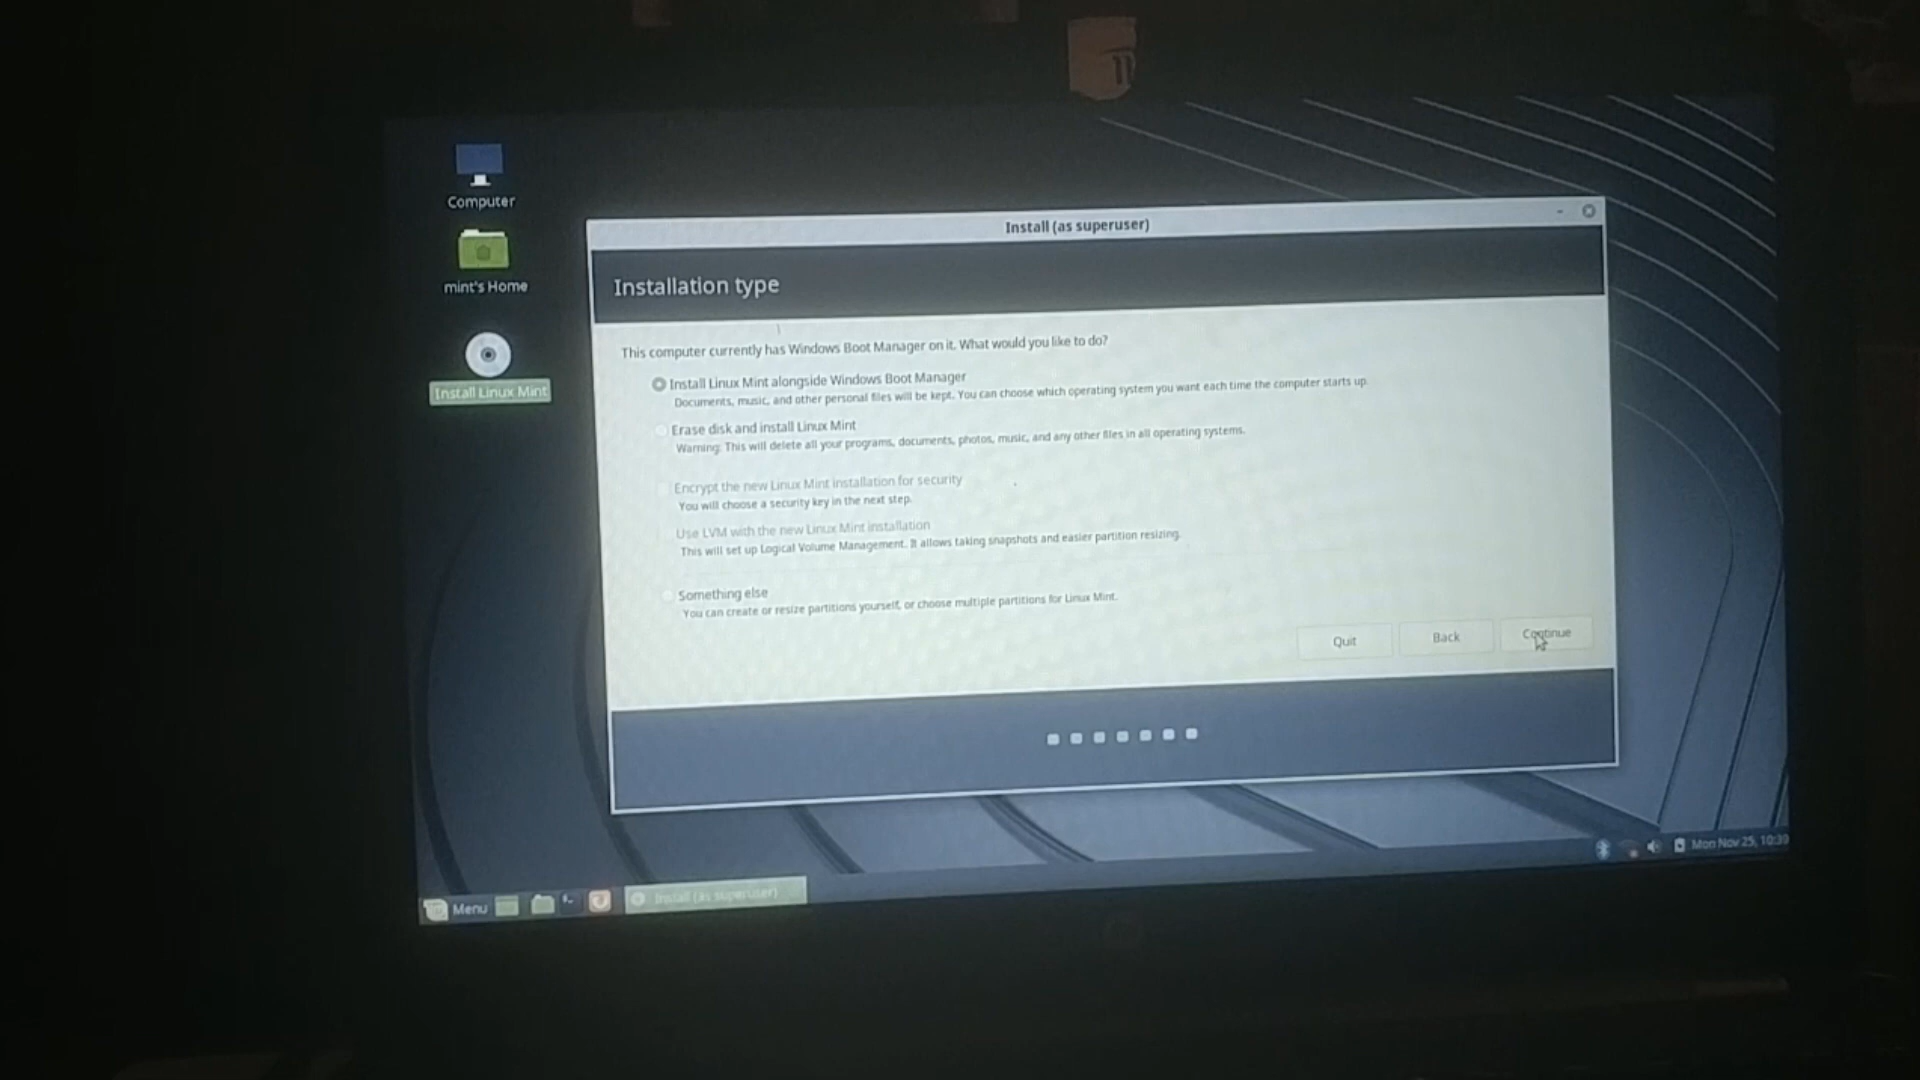 Computer
mint's Home
Install Linux Mint
Install (as superuser)
Installation type
This computer currently has Windows Boot Manager on it. What would you like to do?
Install Linux Mint alongside Windows Boot Manager
Documents, music, and other personal files will be kept. You can choose which operating system you want each time the computer starts up.
Erase disk and install Linux Mint
Warning: This will delete all your programs, documents, photos, music, and any other files in all operating systems.
Encrypt the new Linux Mint installation for security
You will choose a security key in the next step.
Use LVM with the new Linux Mint installation
This will set up Logical Volume Management. It allows taking snapshots and easier partition resizing.
Something else
You can create or resize partitions yourself, or choose multiple partitions for Linux Mint.
Quit
Back
Continue
Menu
Install (as superuser)
Mon Nov 25, 10:39